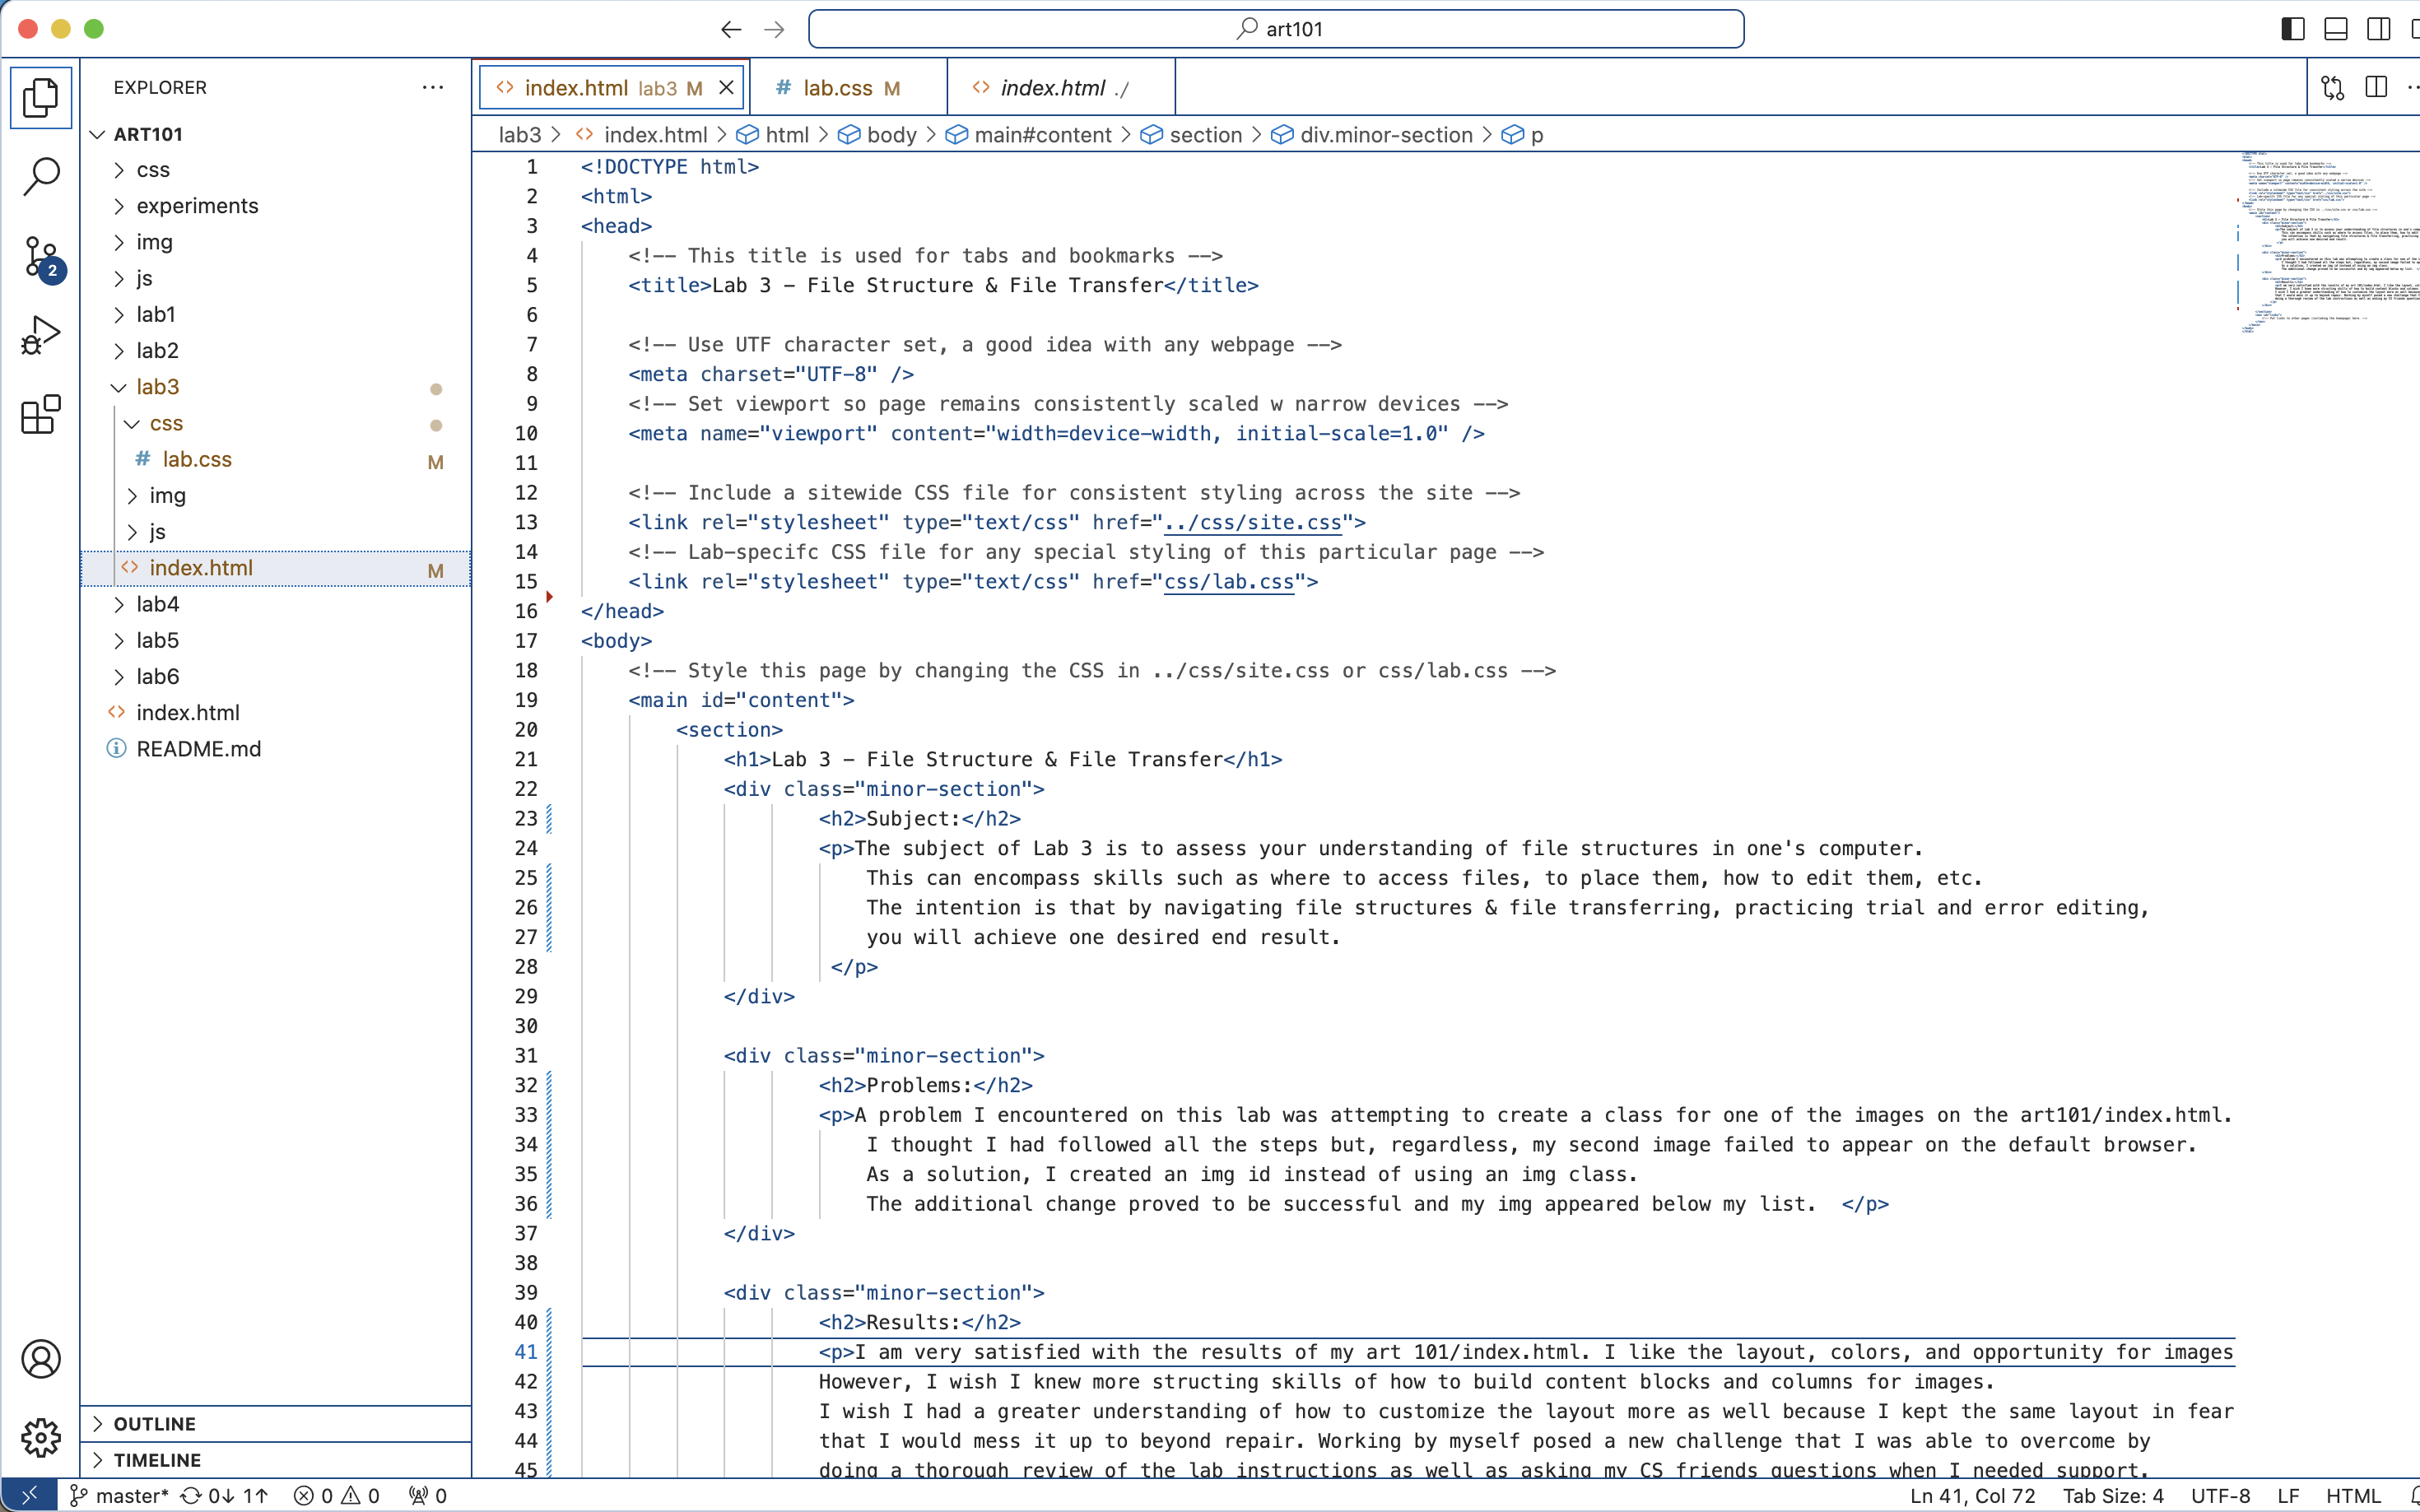 art101
EXPLORER
ART101
css
experiments
img
js
lab1
lab2
lab3
css
# lab.css M
img
js
<> index.html M
lab4
lab5
lab6
<> index.html
README.md
OUTLINE
TIMELINE
2
<> index.html lab3 M
# lab.css M
<> index.html ./
lab3 > <> index.html > html > body > main#content > section > div.minor-section > p
1 <!DOCTYPE html>
2 <html>
3 <head>
4 <!-- This title is used for tabs and bookmarks -->
5 <title>Lab 3 - File Structure & File Transfer</title>
6
7 <!-- Use UTF character set, a good idea with any webpage -->
8 <meta charset="UTF-8" />
9 <!-- Set viewport so page remains consistently scaled w narrow devices -->
10 <meta name="viewport" content="width=device-width, initial-scale=1.0" />
11
12 <!-- Include a sitewide CSS file for consistent styling across the site -->
13 <link rel="stylesheet" type="text/css" href="../css/site.css">
14 <!-- Lab-specifc CSS file for any special styling of this particular page -->
15 <link rel="stylesheet" type="text/css" href="css/lab.css">
16 </head>
17 <body>
18 <!-- Style this page by changing the CSS in ../css/site.css or css/lab.css -->
19 <main id="content">
20 <section>
21 <h1>Lab 3 - File Structure & File Transfer</h1>
22 <div class="minor-section">
23 <h2>Subject:</h2>
24 <p>The subject of Lab 3 is to assess your understanding of file structures in one's computer.
25 This can encompass skills such as where to access files, to place them, how to edit them, etc.
26 The intention is that by navigating file structures & file transferring, practicing trial and error editing,
27 you will achieve one desired end result.
28 </p>
29 </div>
30
31 <div class="minor-section">
32 <h2>Problems:</h2>
33 <p>A problem I encountered on this lab was attempting to create a class for one of the images on the art101/index.html.
34 I thought I had followed all the steps but, regardless, my second image failed to appear on the default browser.
35 As a solution, I created an img id instead of using an img class.
36 The additional change proved to be successful and my img appeared below my list. </p>
37 </div>
38
39 <div class="minor-section">
40 <h2>Results:</h2>
41 <p>I am very satisfied with the results of my art 101/index.html. I like the layout, colors, and opportunity for images
42 However, I wish I knew more structing skills of how to build content blocks and columns for images.
43 I wish I had a greater understanding of how to customize the layout more as well because I kept the same layout in fear
44 that I would mess it up to beyond repair. Working by myself posed a new challenge that I was able to overcome by
45 doing a thorough review of the lab instructions as well as asking my CS friends questions when I needed support.
master* 0↓ 1↑ 0 0 0
Ln 41, Col 72 Tab Size: 4 UTF-8 LF HTML